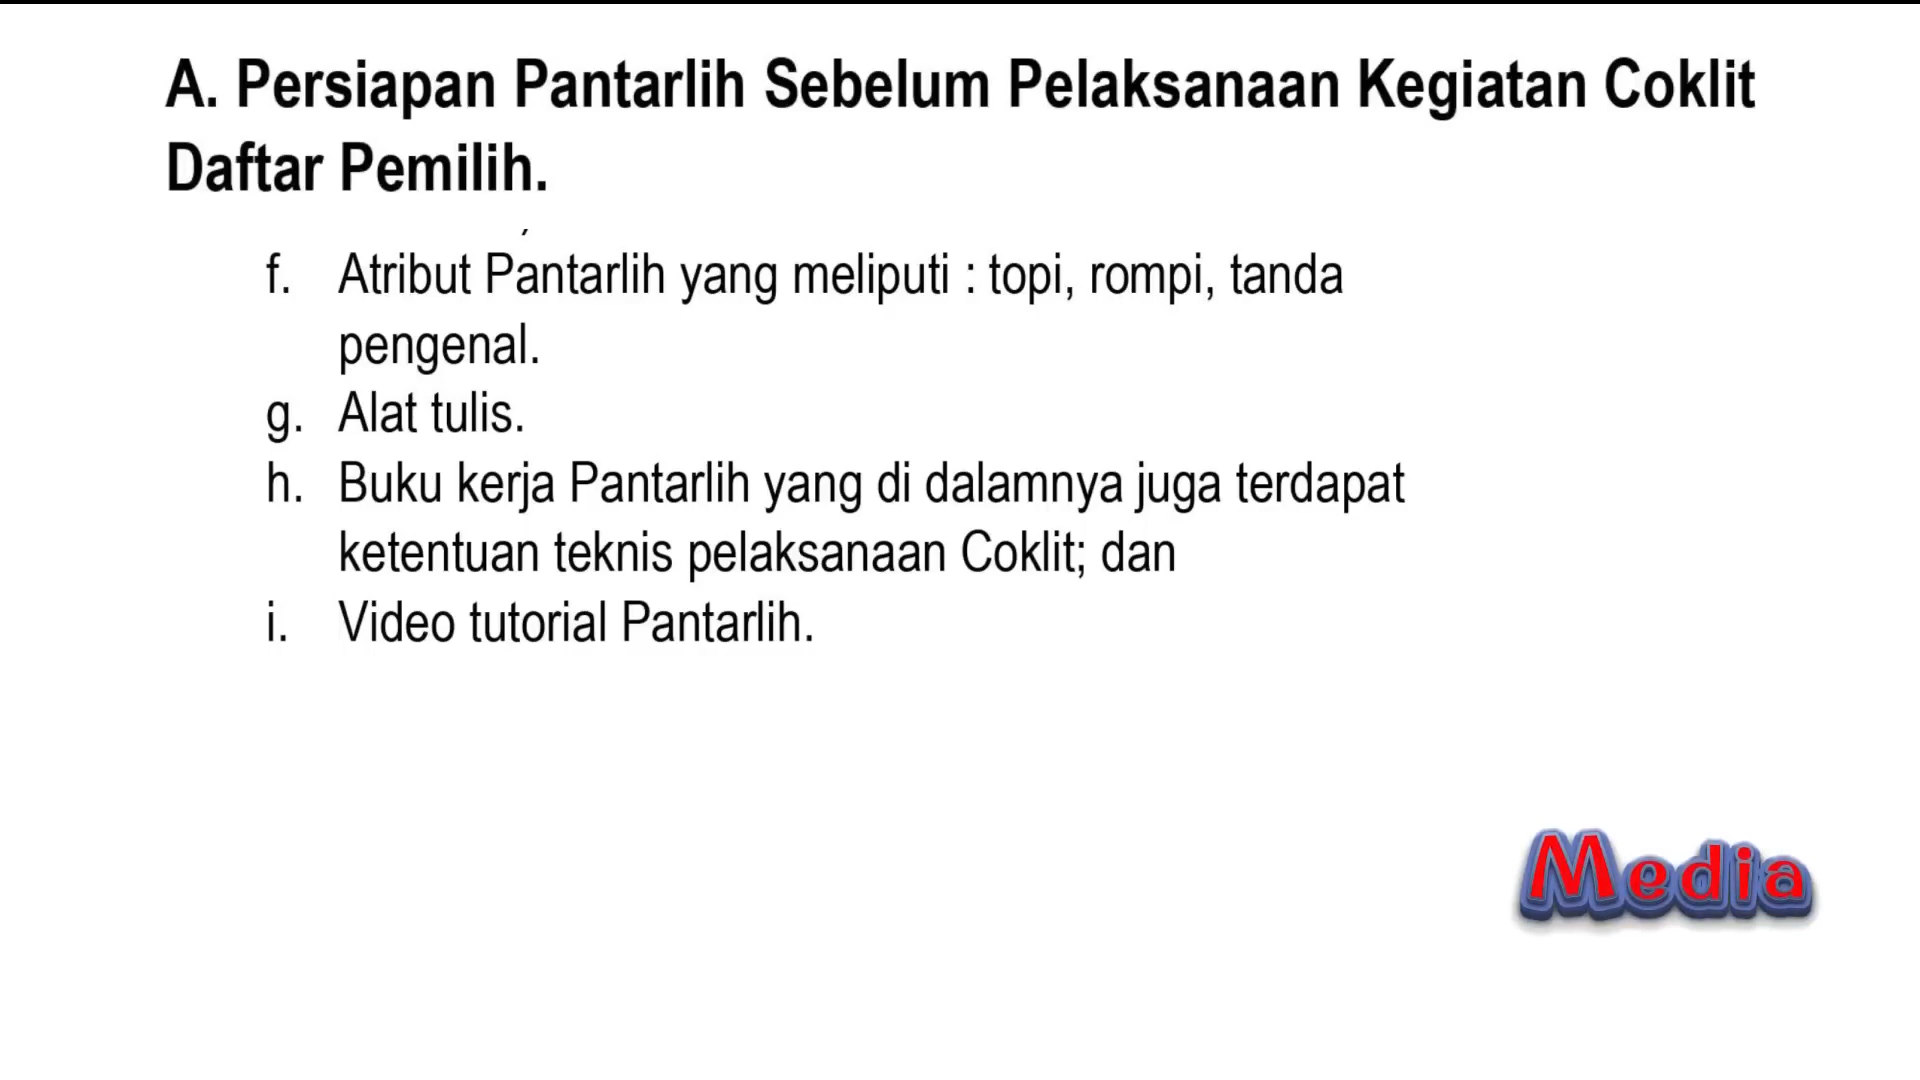 A. Persiapan Pantarlih Sebelum Pelaksanaan Kegiatan Coklit
Daftar Pemilih.
f. Atribut Pantarlih yang meliputi : topi, rompi, tanda
pengenal.
g. Alat tulis.
h. Buku kerja Pantarlih yang di dalamnya juga terdapat
ketentuan teknis pelaksanaan Coklit; dan
i. Video tutorial Pantarlih.
Media